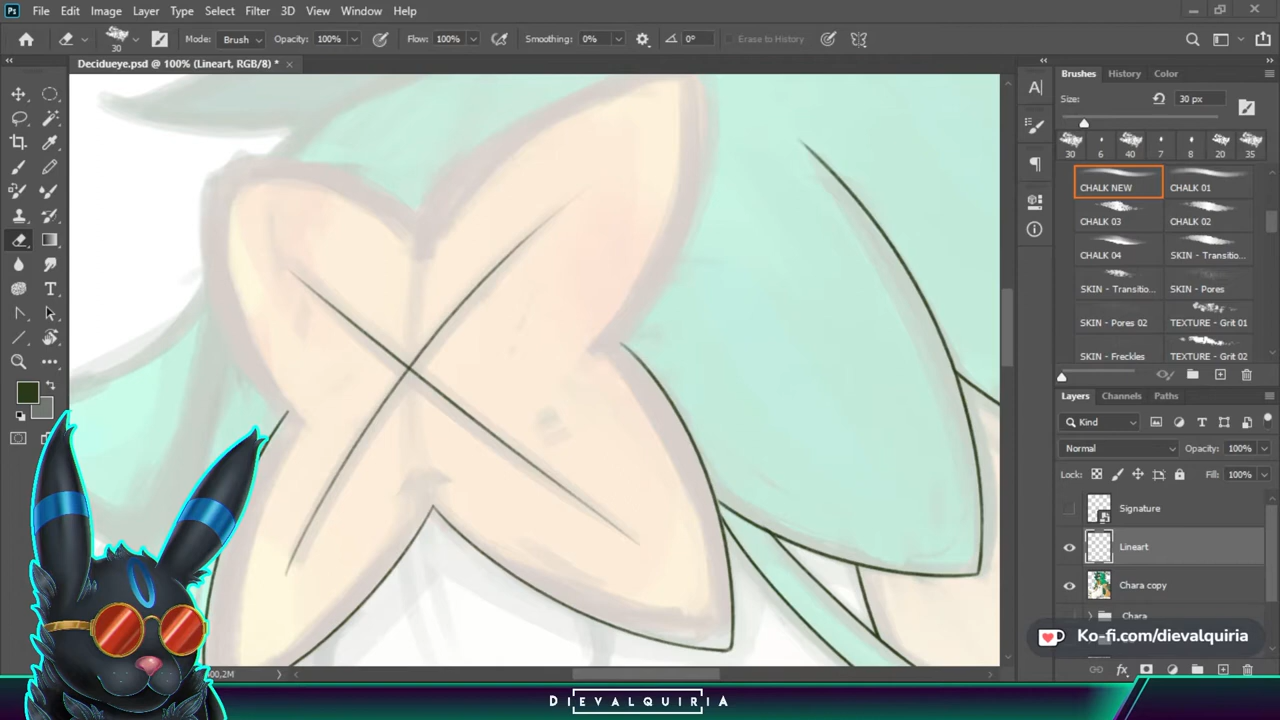 Ps File Edit Image Layer Type Select Filter 3D View Window Help
30 Mode: Brush Opacity: 100% Flow: 100% Smoothing: 0% 0° Erase to History
Decidueye.psd @ 100% (Lineart, RGB/8) *
Brushes History Color
Size: 30 px
30 6 40 7 8 20 35
CHALK NEW CHALK 01
CHALK 03 CHALK 02
CHALK 04 SKIN - Transitio...
SKIN - Transitio... SKIN - Pores
SKIN - Pores 02 TEXTURE - Grit 01
SKIN - Freckles TEXTURE - Grit 02
Layers Channels Paths
Kind
Normal Opacity: 100%
Lock: Fill: 100%
Signature
Lineart
Chara copy
Chara
Ko-fi.com/dievalquiria
00,2M
DIEVALQUIRIA